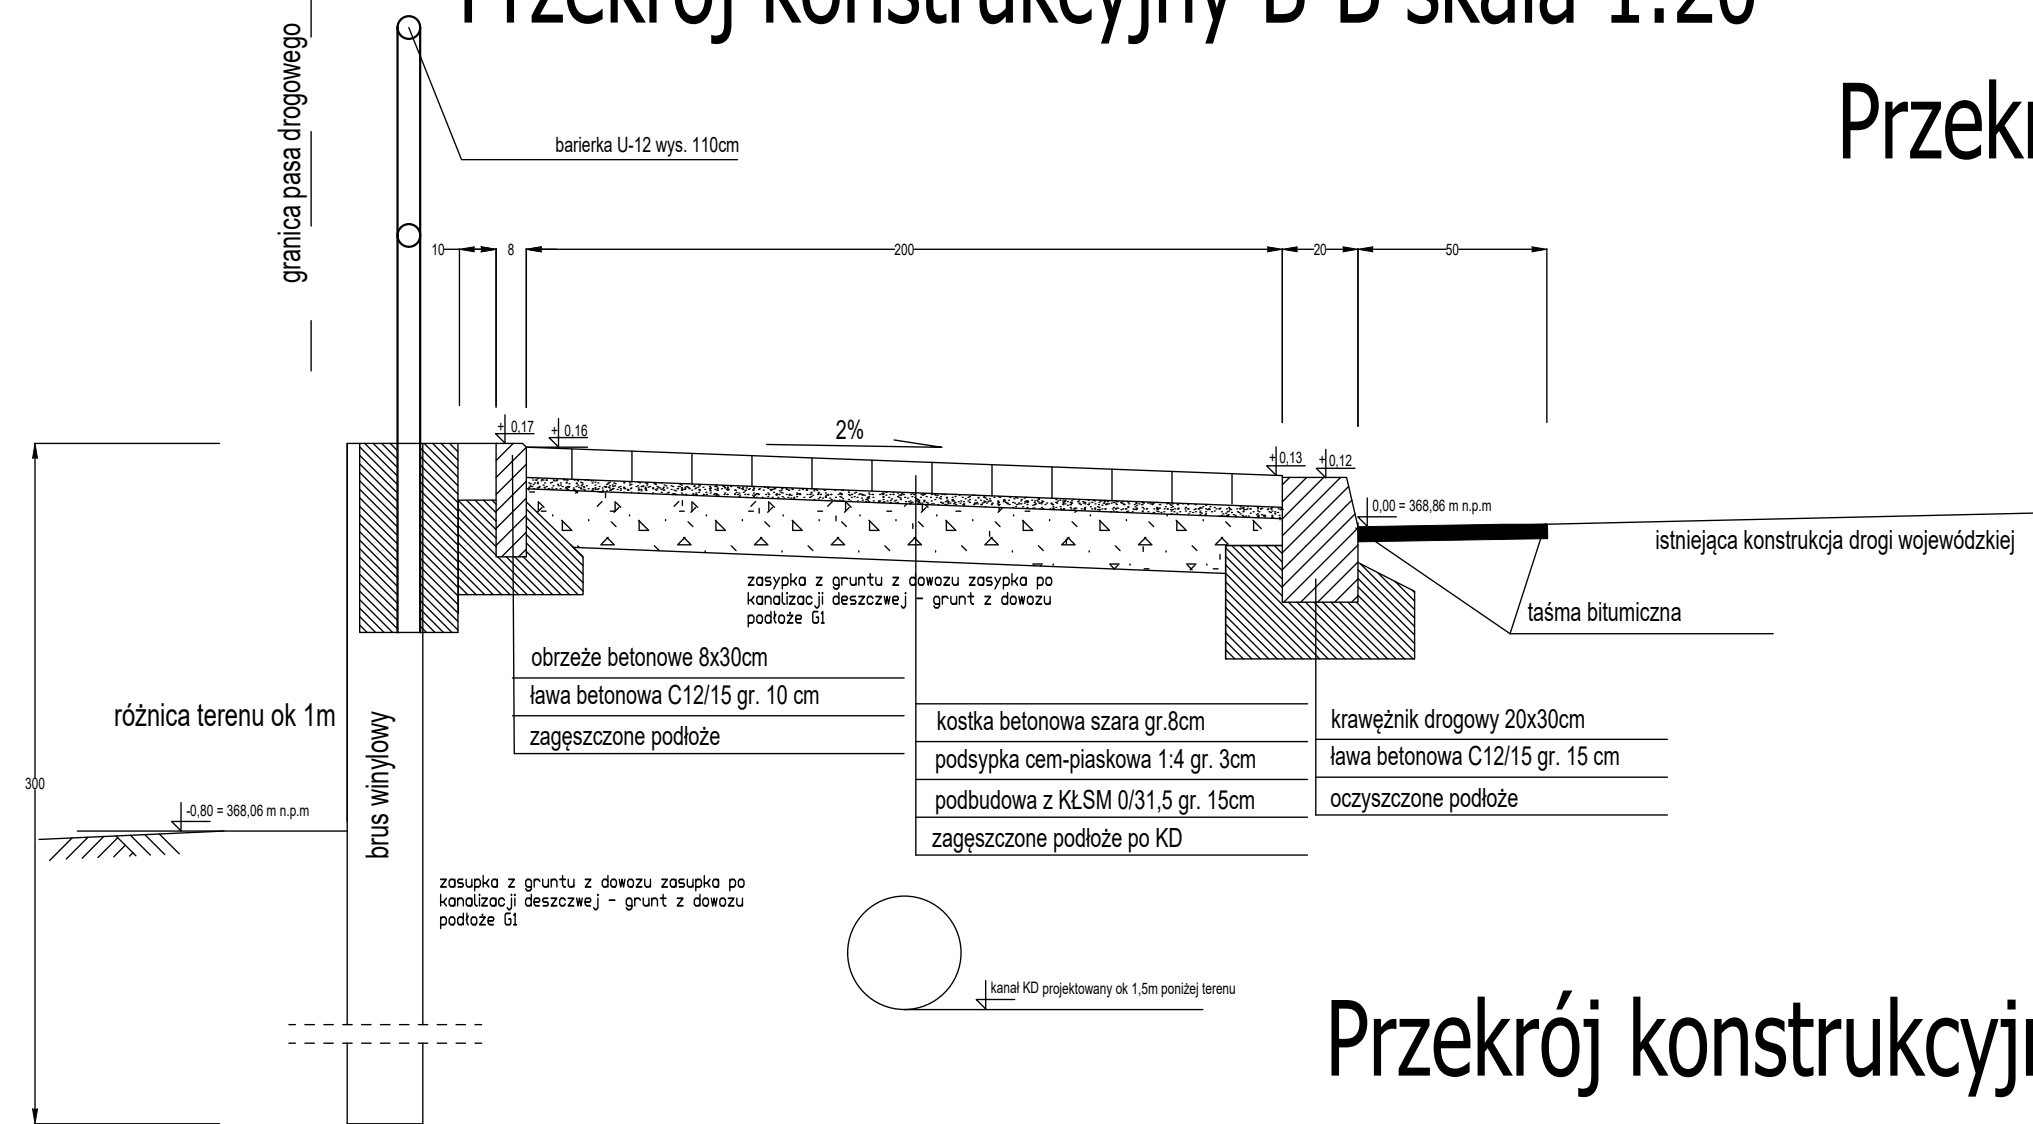 Przekrój konstrukcyjny B-B skala 1:20
Przekr
granica pasa drogowego
barierka U-12 wys. 110cm
10 8 200 20 50
+ 0,17
+ 0,16
2%
+ 0,13
+ 0,12
0,00 = 368,86 m n.p.m
istniejąca konstrukcja drogi wojewódzkiej
zasypka z gruntu z dowozu zasypka po
kanalizacji deszczwej - grunt z dowozu
podłoże G1
taśma bitumiczna
obrzeże betonowe 8x30cm
ława betonowa C12/15 gr. 10 cm
zagęszczone podłoże
kostka betonowa szara gr.8cm
podsypka cem-piaskowa 1:4 gr. 3cm
podbudowa z KŁSM 0/31,5 gr. 15cm
zagęszczone podłoże po KD
krawężnik drogowy 20x30cm
ława betonowa C12/15 gr. 15 cm
oczyszczone podłoże
różnica terenu ok 1m
brus winylowy
300
-0,80 = 368,06 m n.p.m
zasupka z gruntu z dowozu zasupka po
kanalizacji deszczwej - grunt z dowozu
podłoże G1
kanał KD projektowany ok 1,5m poniżej terenu
Przekrój konstrukcyj